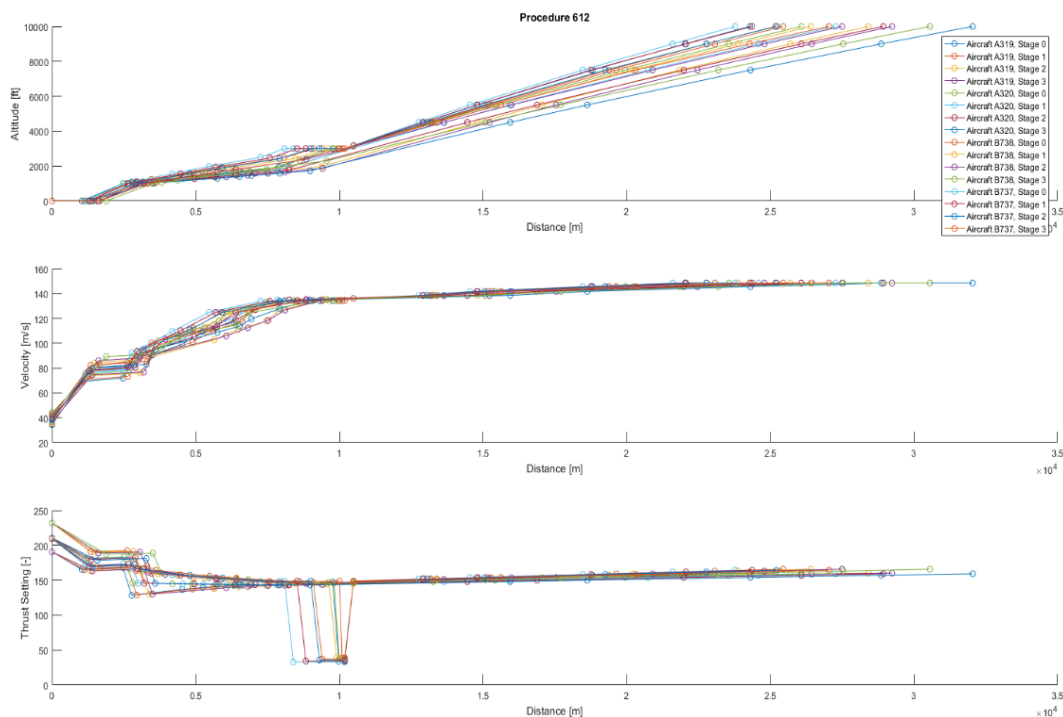 Procedure 612
Altitude [ft]
10000
8000
6000
4000
2000
0
0 0.5 1 1.5 2 2.5 3 3.5
Distance [m]
×10⁴
Aircraft A319, Stage 0
Aircraft A319, Stage 1
Aircraft A319, Stage 2
Aircraft A319, Stage 3
Aircraft A320, Stage 0
Aircraft A320, Stage 1
Aircraft A320, Stage 2
Aircraft A320, Stage 3
Aircraft B738, Stage 0
Aircraft B738, Stage 1
Aircraft B738, Stage 2
Aircraft B738, Stage 3
Aircraft B737, Stage 0
Aircraft B737, Stage 1
Aircraft B737, Stage 2
Aircraft B737, Stage 3
Velocity [m/s]
160
140
120
100
80
60
40
20
0 0.5 1 1.5 2 2.5 3 3.5
Distance [m]
×10⁴
Thrust Setting [-]
250
200
150
100
50
0
0 0.5 1 1.5 2 2.5 3 3.5
Distance [m]
×10⁴